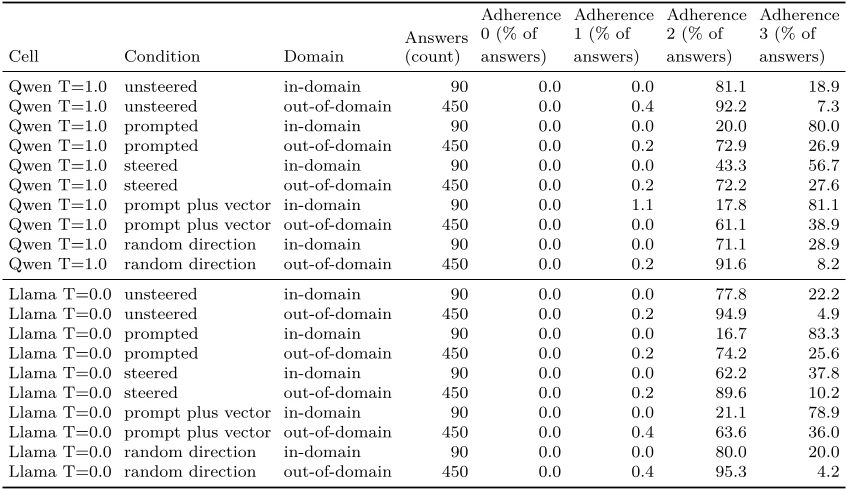 Cell Condition Domain Answers (count) Adherence 0 (% of answers) Adherence 1 (% of answers) Adherence 2 (% of answers) Adherence 3 (% of answers)
Qwen T=1.0 unsteered in-domain 90 0.0 0.0 81.1 18.9
Qwen T=1.0 unsteered out-of-domain 450 0.0 0.4 92.2 7.3
Qwen T=1.0 prompted in-domain 90 0.0 0.0 20.0 80.0
Qwen T=1.0 prompted out-of-domain 450 0.0 0.2 72.9 26.9
Qwen T=1.0 steered in-domain 90 0.0 0.0 43.3 56.7
Qwen T=1.0 steered out-of-domain 450 0.0 0.2 72.2 27.6
Qwen T=1.0 prompt plus vector in-domain 90 0.0 1.1 17.8 81.1
Qwen T=1.0 prompt plus vector out-of-domain 450 0.0 0.0 61.1 38.9
Qwen T=1.0 random direction in-domain 90 0.0 0.0 71.1 28.9
Qwen T=1.0 random direction out-of-domain 450 0.0 0.2 91.6 8.2
Llama T=0.0 unsteered in-domain 90 0.0 0.0 77.8 22.2
Llama T=0.0 unsteered out-of-domain 450 0.0 0.2 94.9 4.9
Llama T=0.0 prompted in-domain 90 0.0 0.0 16.7 83.3
Llama T=0.0 prompted out-of-domain 450 0.0 0.2 74.2 25.6
Llama T=0.0 steered in-domain 90 0.0 0.0 62.2 37.8
Llama T=0.0 steered out-of-domain 450 0.0 0.2 89.6 10.2
Llama T=0.0 prompt plus vector in-domain 90 0.0 0.0 21.1 78.9
Llama T=0.0 prompt plus vector out-of-domain 450 0.0 0.4 63.6 36.0
Llama T=0.0 random direction in-domain 90 0.0 0.0 80.0 20.0
Llama T=0.0 random direction out-of-domain 450 0.0 0.4 95.3 4.2